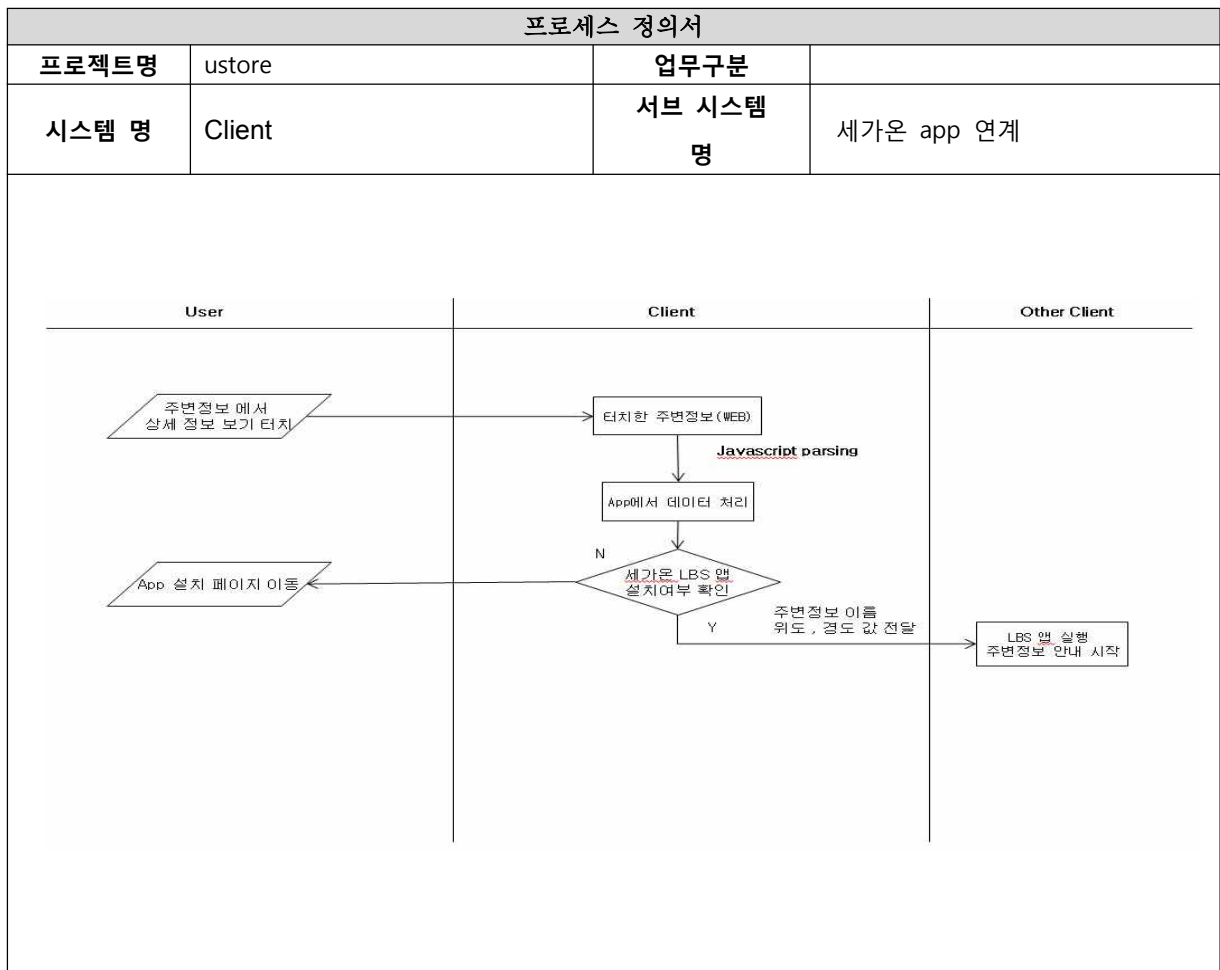 프로세스 정의서
프로젝트명 ustore 업무구분
시스템 명 Client 서브 시스템
명 세가온 app 연계
User Client Other Client
주변정보 에서
상세 정보 보기 터치
터치한 주변정보(WEB)
Javascript parsing
App에서 데이터 처리
N
세가온 LBS 앱
설치여부 확인
App 설치 페이지 이동
Y
주변정보 이름
위도 , 경도 값 전달
LBS 앱 실행
주변정보 안내 시작